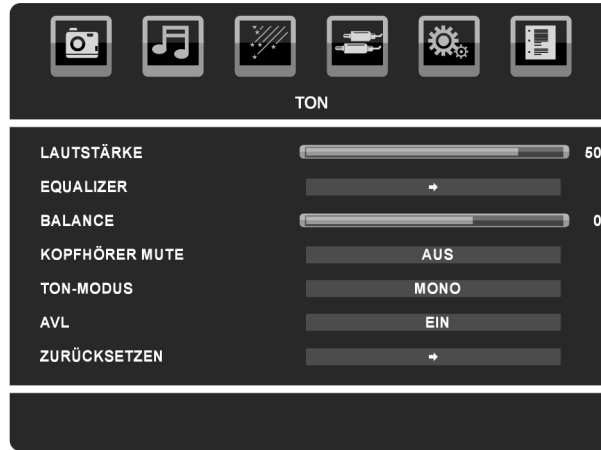 TON
LAUTSTÄRKE 50
EQUALIZER
BALANCE 0
KOPFHÖRER MUTE AUS
TON-MODUS MONO
AVL EIN
ZURÜCKSETZEN